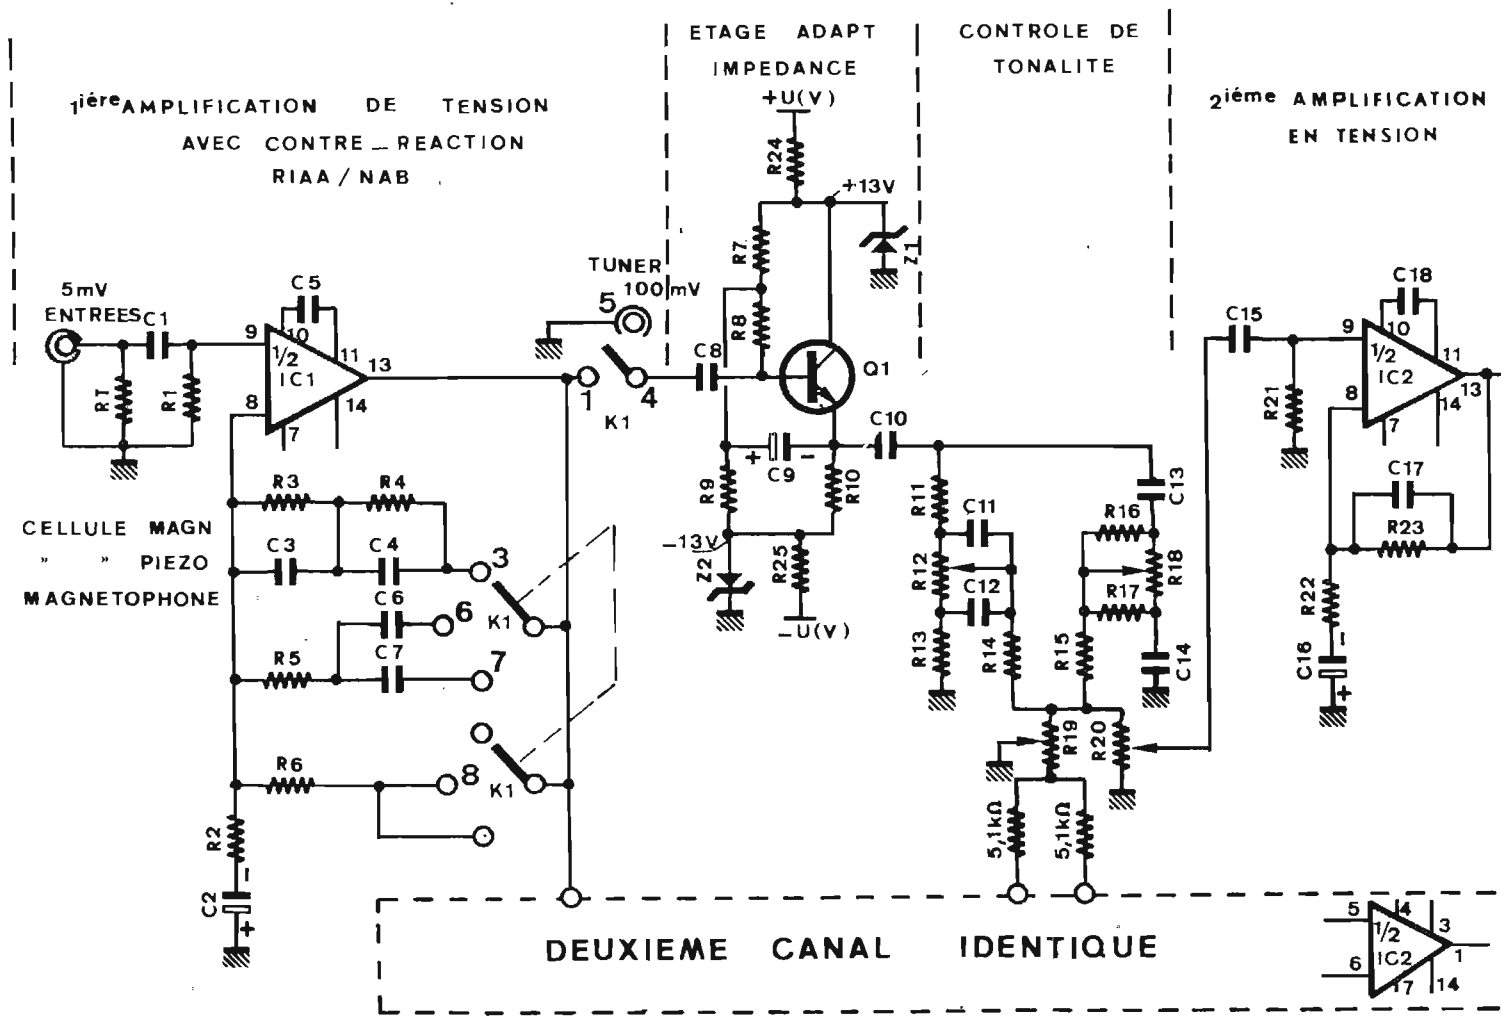 ETAGE ADAPT
IMPEDANCE
CONTROLE DE
TONALITE
1iére AMPLIFICATION DE TENSION
AVEC CONTRE_REACTION
RIAA/NAB
2iéme AMPLIFICATION
EN TENSION
+U(V)
R24
+13V
R7
Z1
R8
TUNER
100mV
5
5mV
ENTREES
C1
C5
9
10
1/2
IC1
11
13
8
14
7
RT
R1
1
4
K1
C8
Q1
C10
+
-
C9
R9
R10
-13V
Z2
R25
-U(V)
R3
R4
CELLULE MAGN
" " PIEZO
MAGNETOPHONE
C3
C4
3
C6
6
K1
R5
C7
7
R6
8
K1
R2
-
C2
+
R11
C11
R12
C12
R13
R14
R15
R16
C13
R18
R17
C14
R19
R20
5,1kΩ
5,1kΩ
C15
C18
9
10
1/2
IC2
11
13
8
14
7
R21
C17
R23
R22
-
C16
+
DEUXIEME CANAL IDENTIQUE
5
4
1/2
3
IC2
1
6
7
14